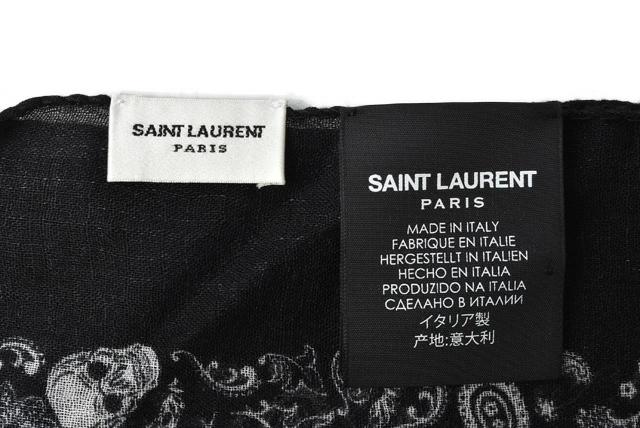 SAINT LAURENT
PARIS
SAINT LAURENT
PARIS
MADE IN ITALY
FABRIQUE EN ITALIE
HERGESTELLT IN ITALIEN
HECHO EN ITALIA
PRODUZIDO NA ITALIA
СДЕЛАНО В ИТАЛИИ
イタリア製
产地:意大利